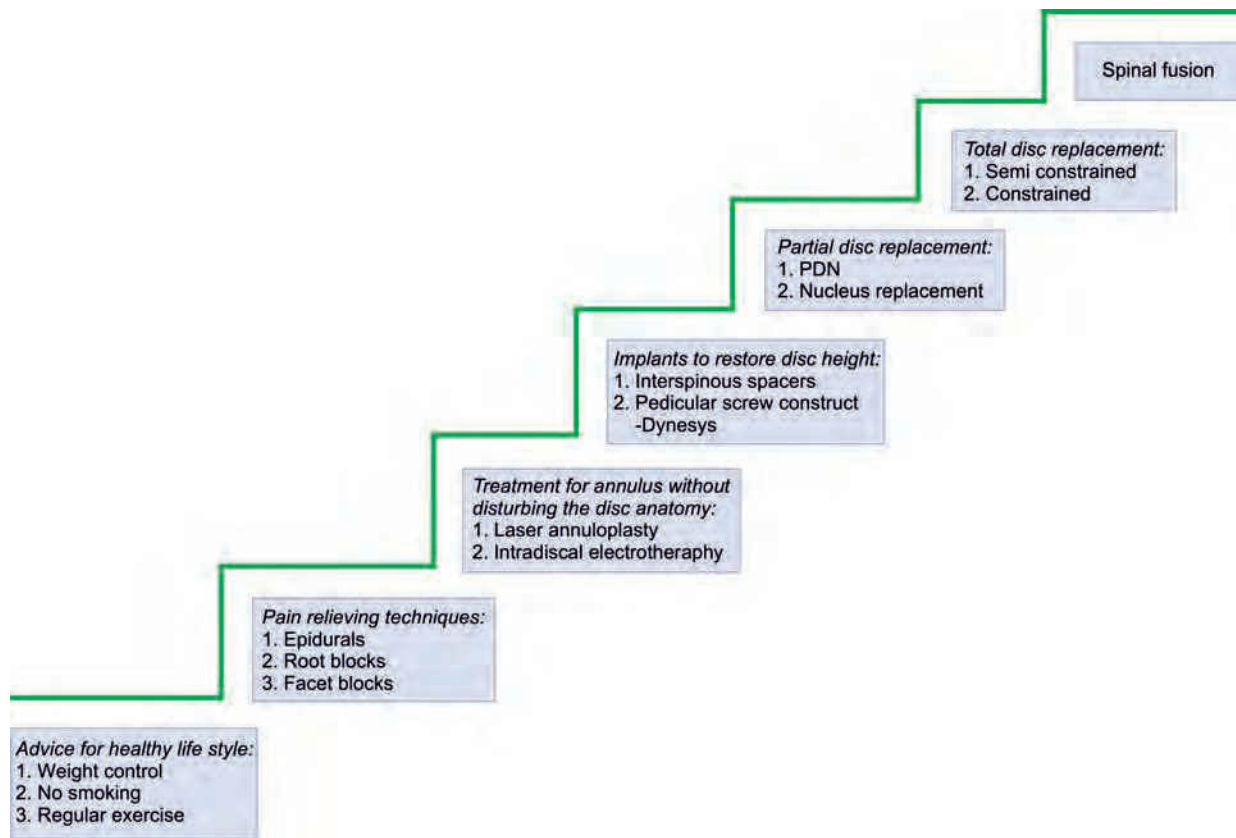 Spinal fusion
Total disc replacement:
1. Semi constrained
2. Constrained
Partial disc replacement:
1. PDN
2. Nucleus replacement
Implants to restore disc height:
1. Interspinous spacers
2. Pedicular screw construct
-Dynesys
Treatment for annulus without
disturbing the disc anatomy:
1. Laser annuloplasty
2. Intradiscal electrotheraphy
Pain relieving techniques:
1. Epidurals
2. Root blocks
3. Facet blocks
Advice for healthy life style:
1. Weight control
2. No smoking
3. Regular exercise